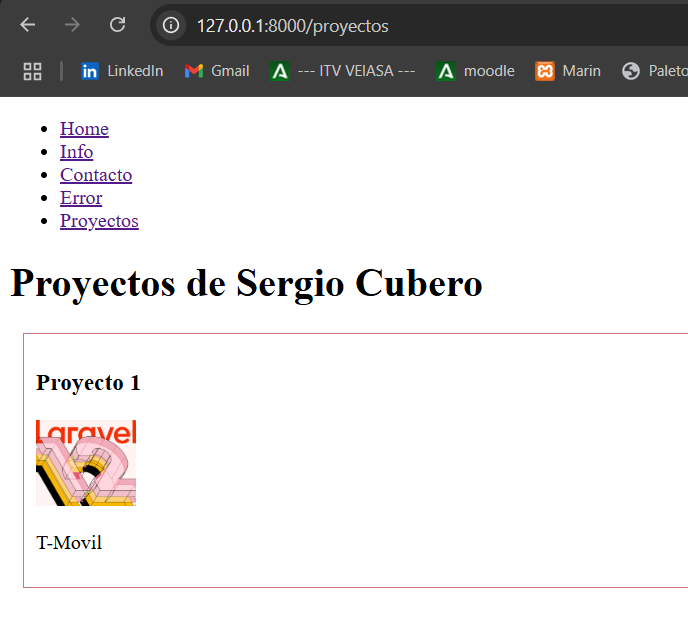 127.0.0.1:8000/proyectos
LinkedIn Gmail --- ITV VEIASA --- moodle Marin Paleto
Home
Info
Contacto
Error
Proyectos
Proyectos de Sergio Cubero
Proyecto 1
Laravel
12
T-Movil